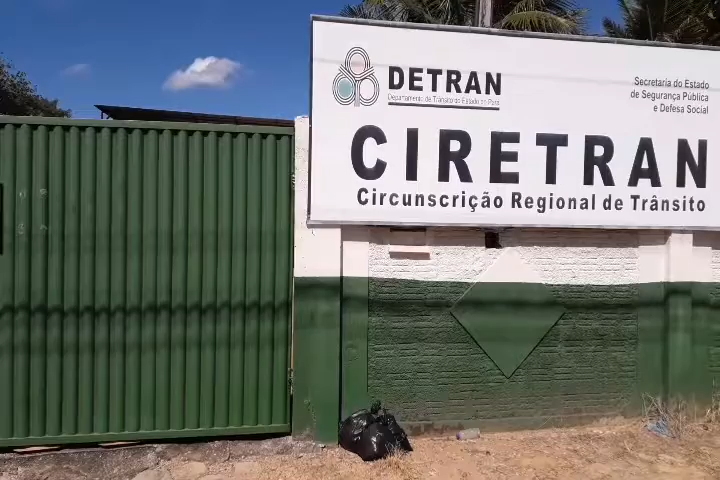 DETRAN
Departamento de Trânsito do Estado do Pará
Secretaria do Estado
de Segurança Pública
e Defesa Social
CIRETRAN
Circunscrição Regional de Trânsito